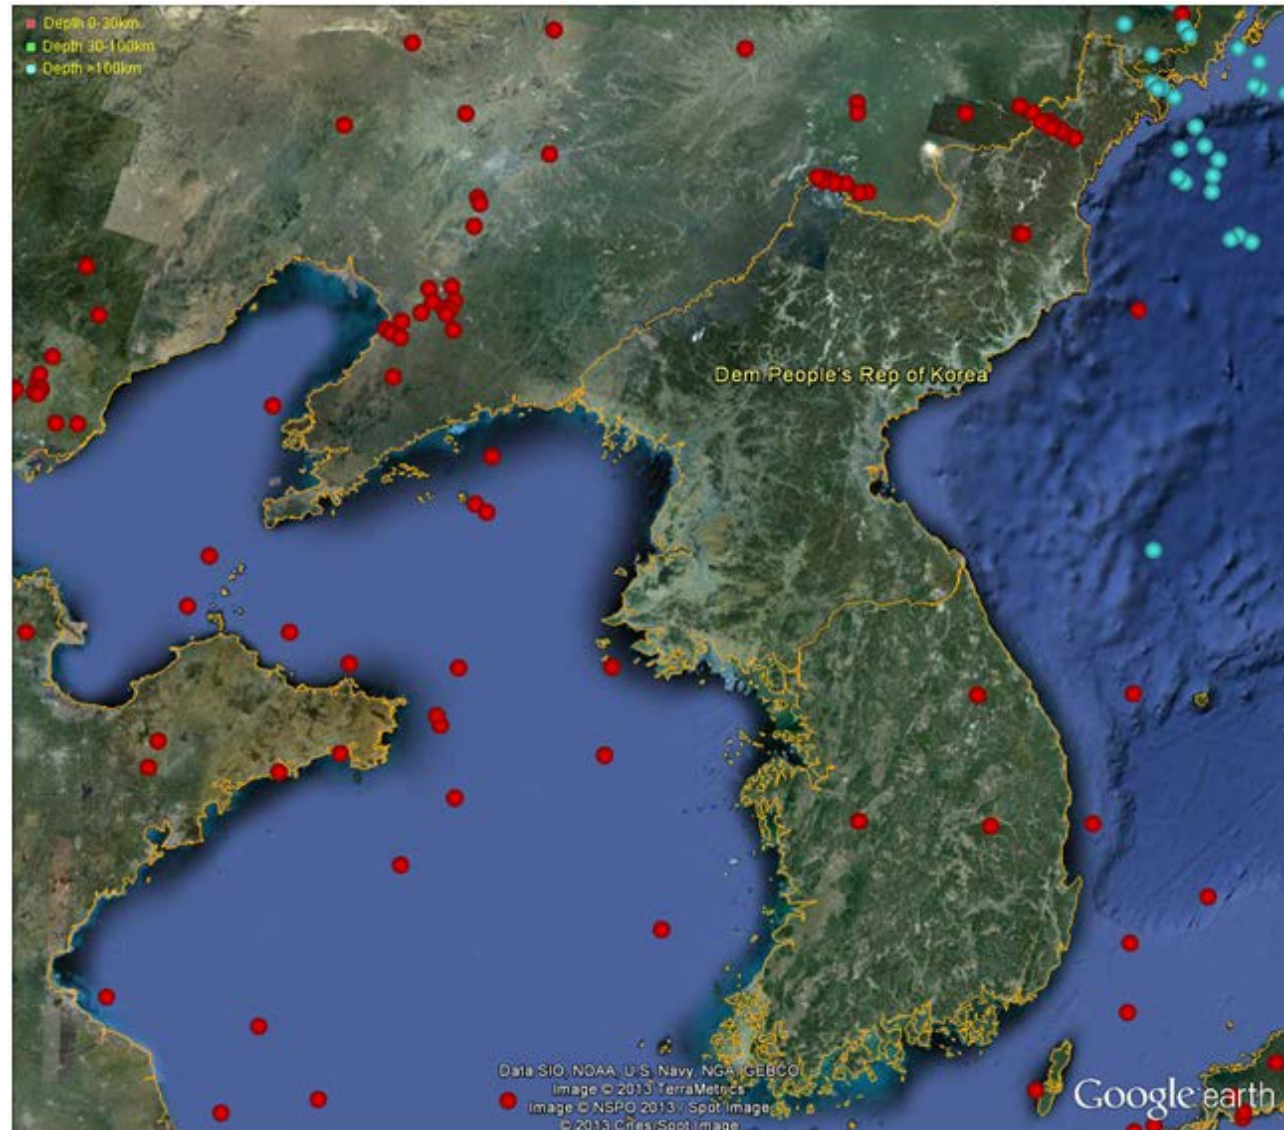 Depth 0-30km
Depth 30-100km
Depth >100km
Dem People's Rep of Korea
Data SIO, NOAA, U.S. Navy, NGA, GEBCO
Image © 2013 TerraMetrics
Image © NSPO 2013 / Spot Image
© 2013 Cnes/Spot Image
Google earth